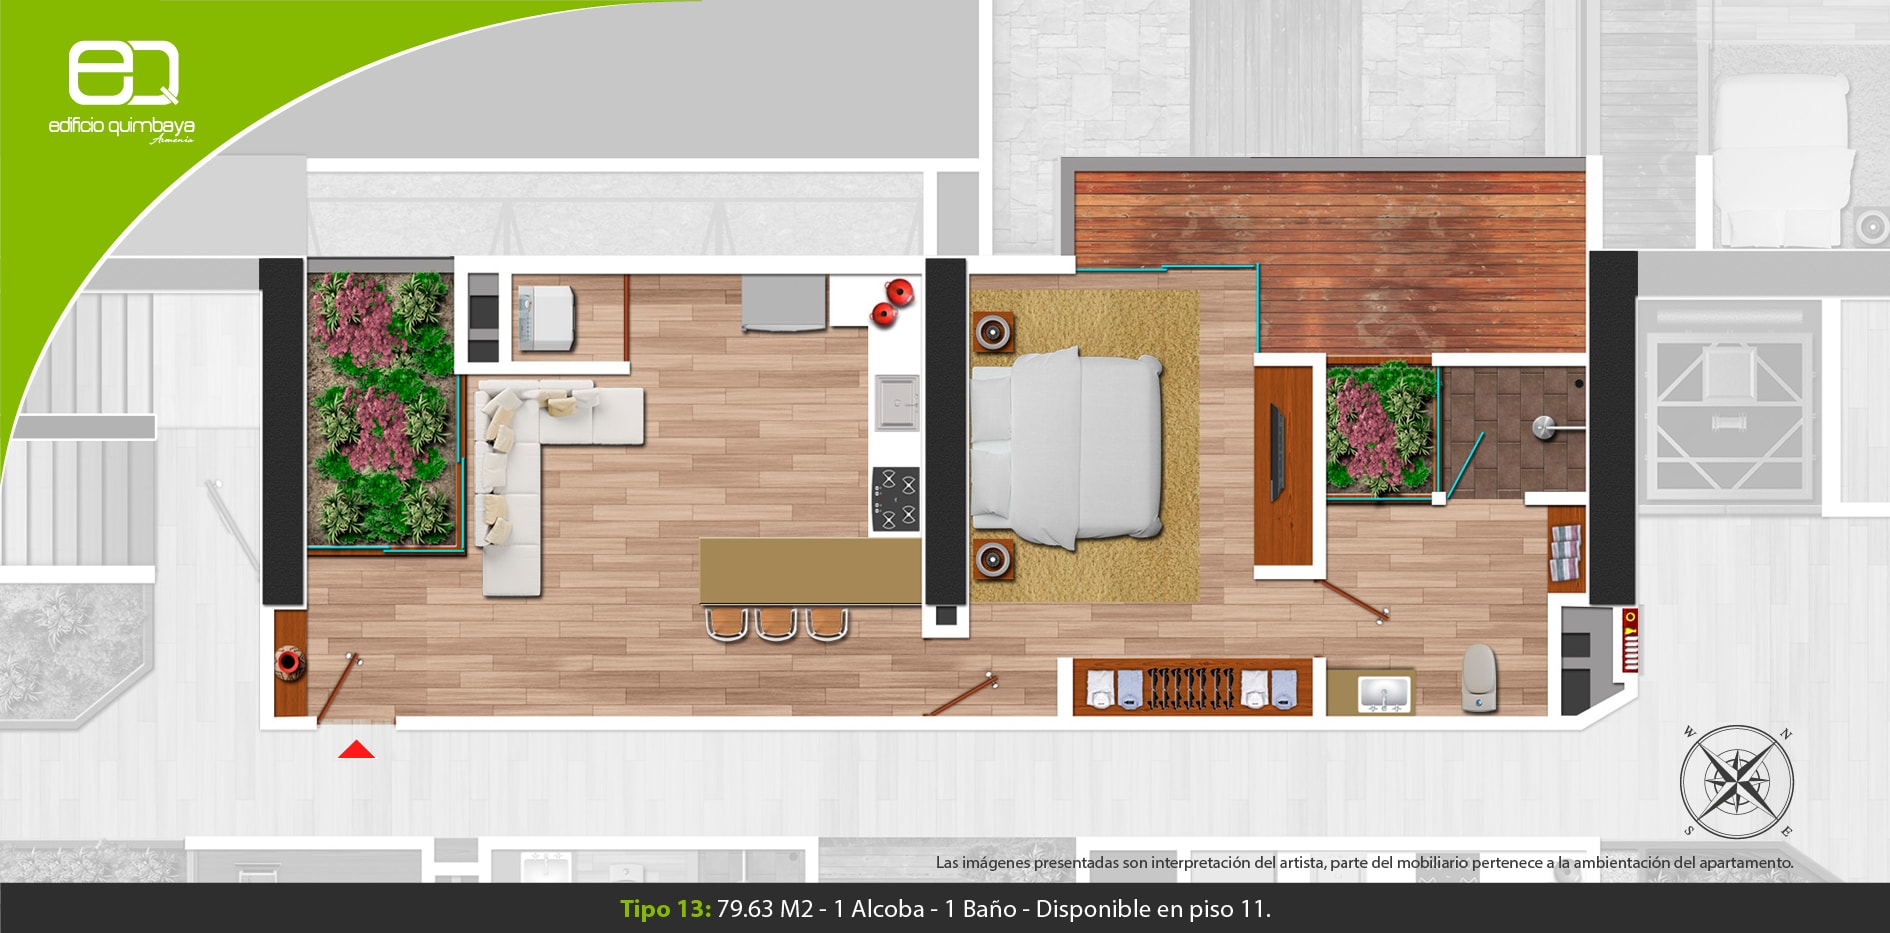 eQ
edificio quimbaya
Armenia
W
N
S
E
Las imágenes presentadas son interpretación del artista, parte del mobiliario pertenece a la ambientación del apartamento.
Tipo 13: 79.63 M2 - 1 Alcoba - 1 Baño - Disponible en piso 11.